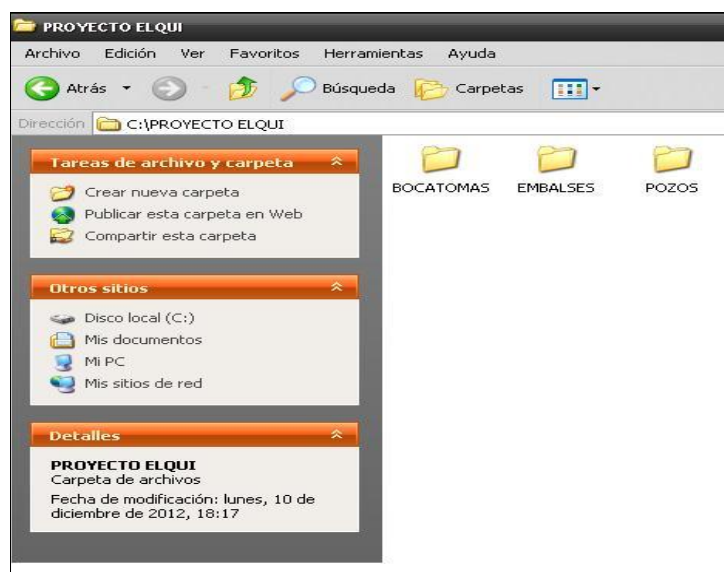 PROYECTO ELQUI
Archivo Edición Ver Favoritos Herramientas Ayuda
Atrás Búsqueda Carpetas
Dirección C:\PROYECTO ELQUI
Tareas de archivo y carpeta
Crear nueva carpeta
Publicar esta carpeta en Web
Compartir esta carpeta
Otros sitios
Disco local (C:)
Mis documentos
Mi PC
Mis sitios de red
Detalles
PROYECTO ELQUI
Carpeta de archivos
Fecha de modificación: lunes, 10 de
diciembre de 2012, 18:17
BOCATOMAS EMBALSES POZOS